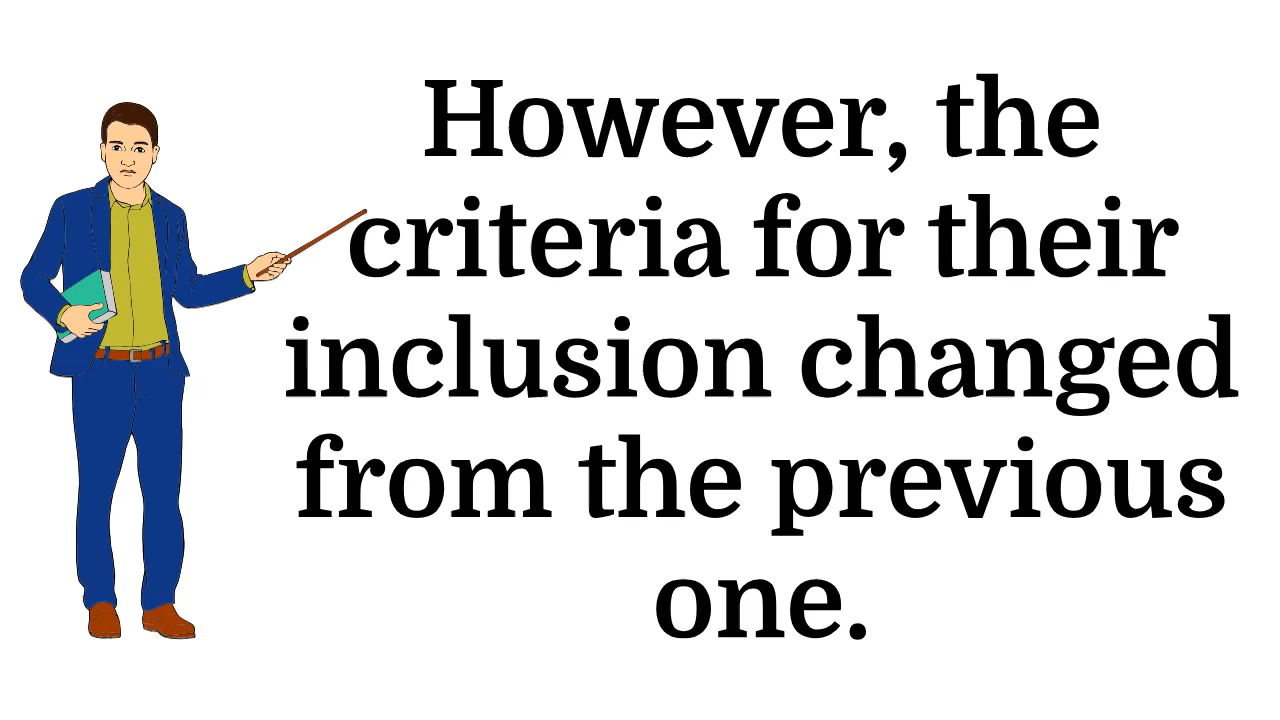 However, the
criteria for their
inclusion changed
from the previous
one.